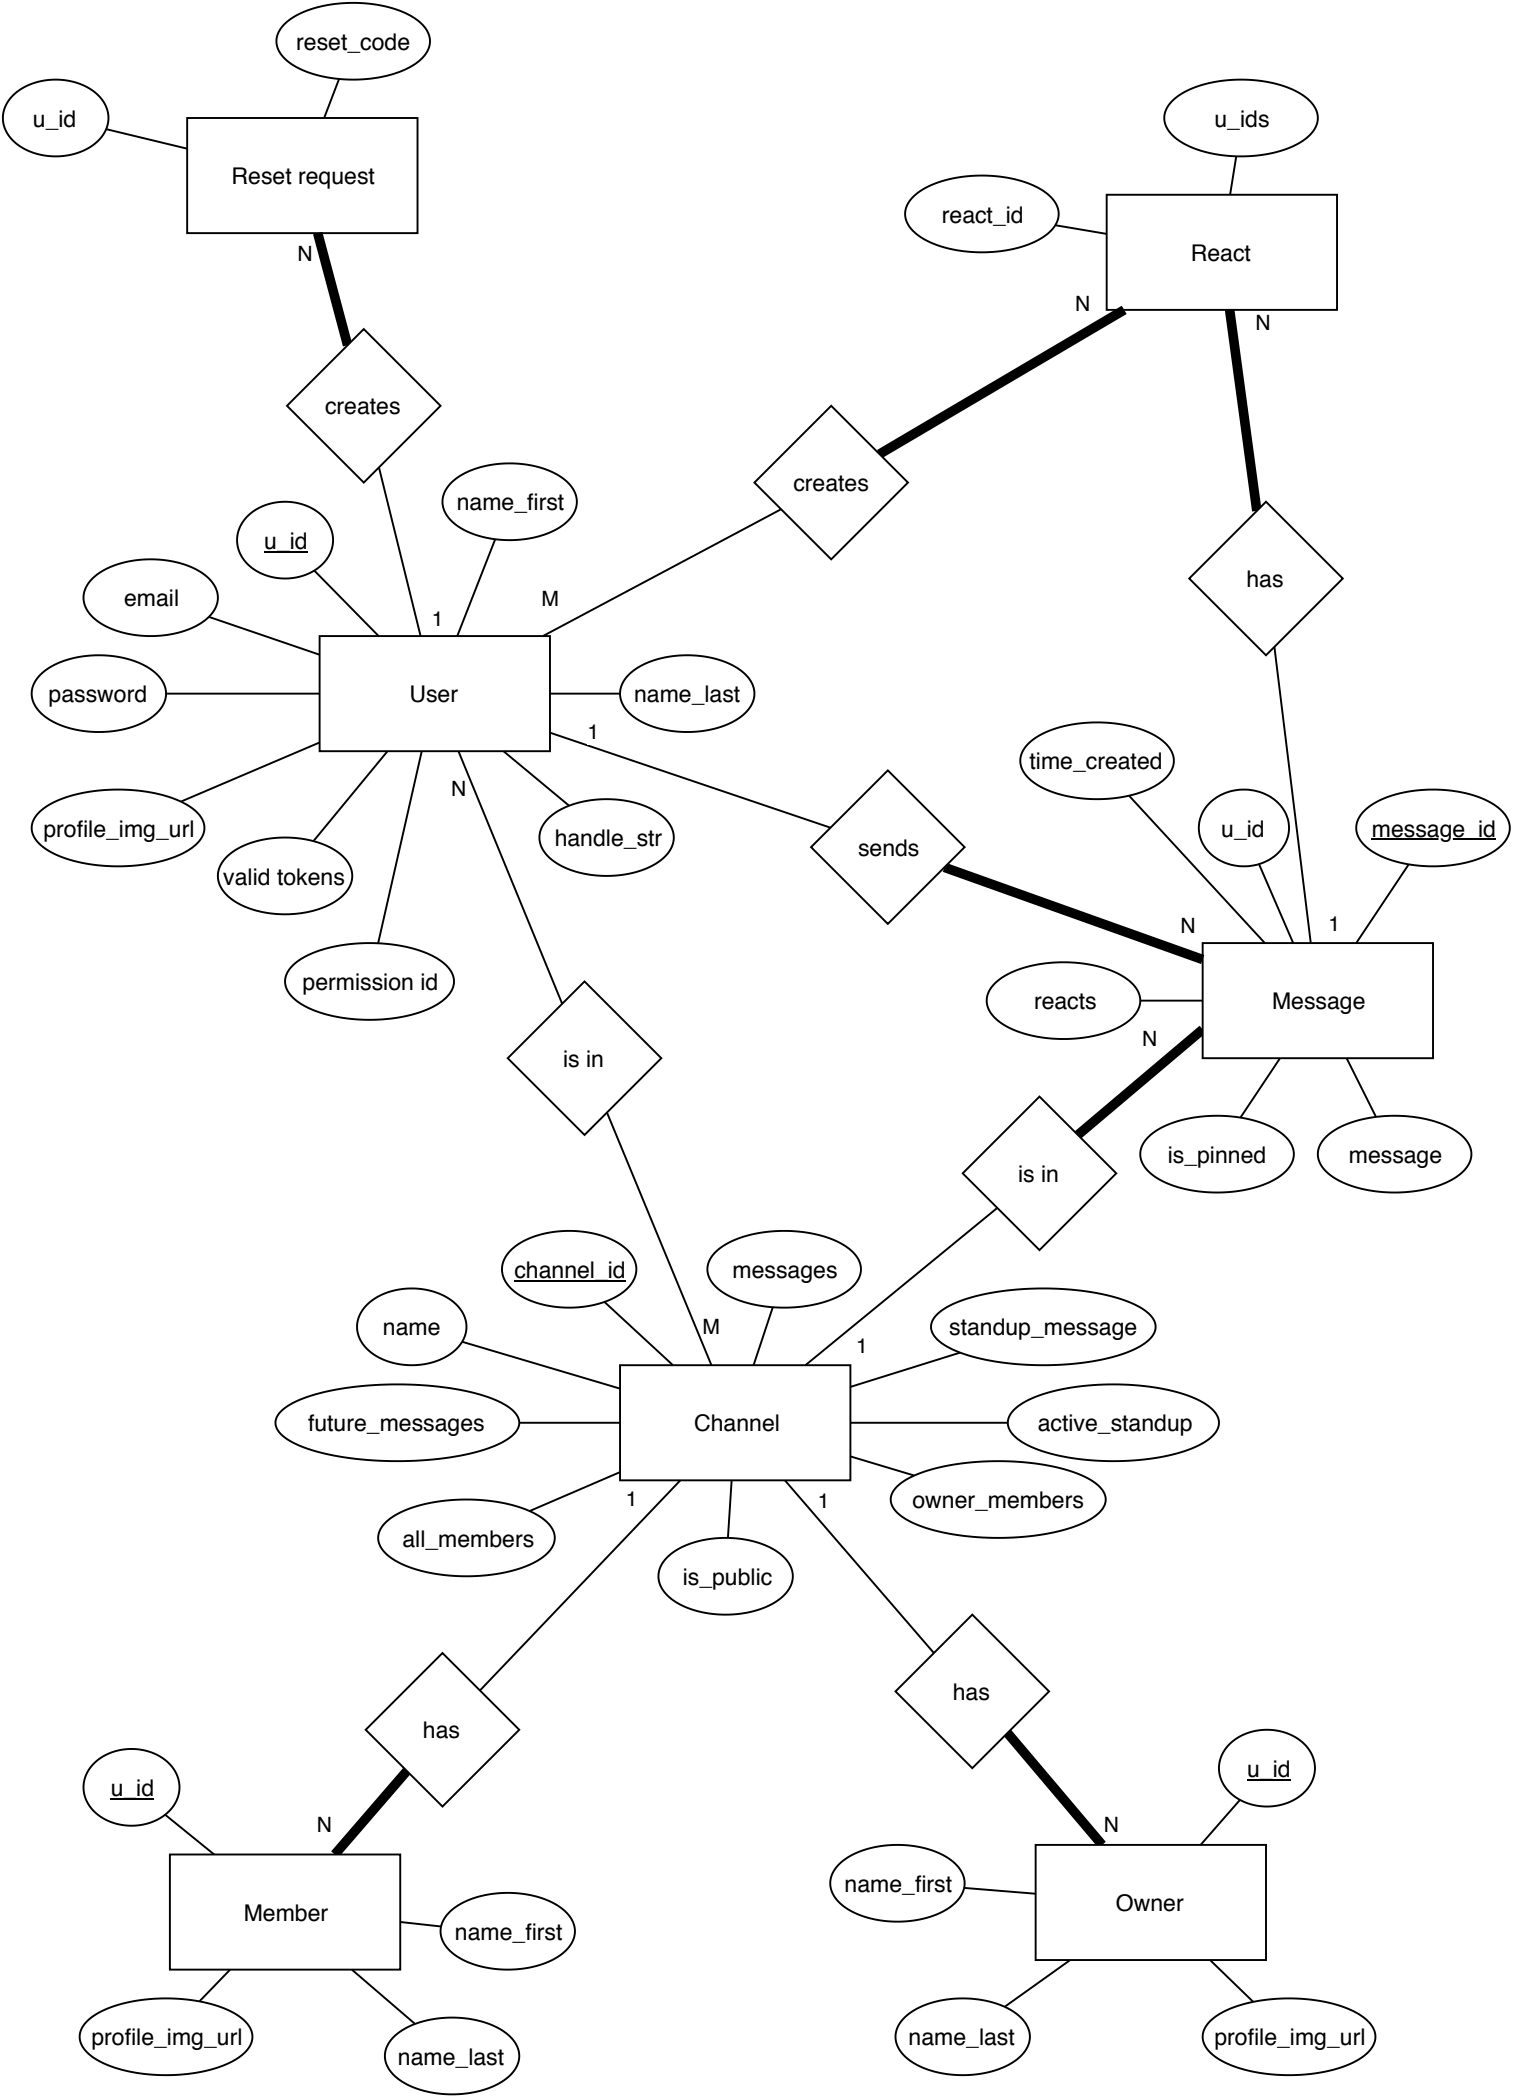 reset_code
u_id
u_ids
Reset request
react_id
React
N
N
N
creates
creates
name_first
u_id
has
email
M
1
User
password
name_last
1
time_created
N
profile_img_url
u_id
message_id
handle_str
sends
valid tokens
N
1
permission id
reacts
Message
N
is in
is_pinned
message
is in
channel_id
messages
name
M
standup_message
1
future_messages
Channel
active_standup
1
1
owner_members
all_members
is_public
has
has
u_id
u_id
N
N
name_first
Owner
Member
name_first
profile_img_url
name_last
name_last
profile_img_url